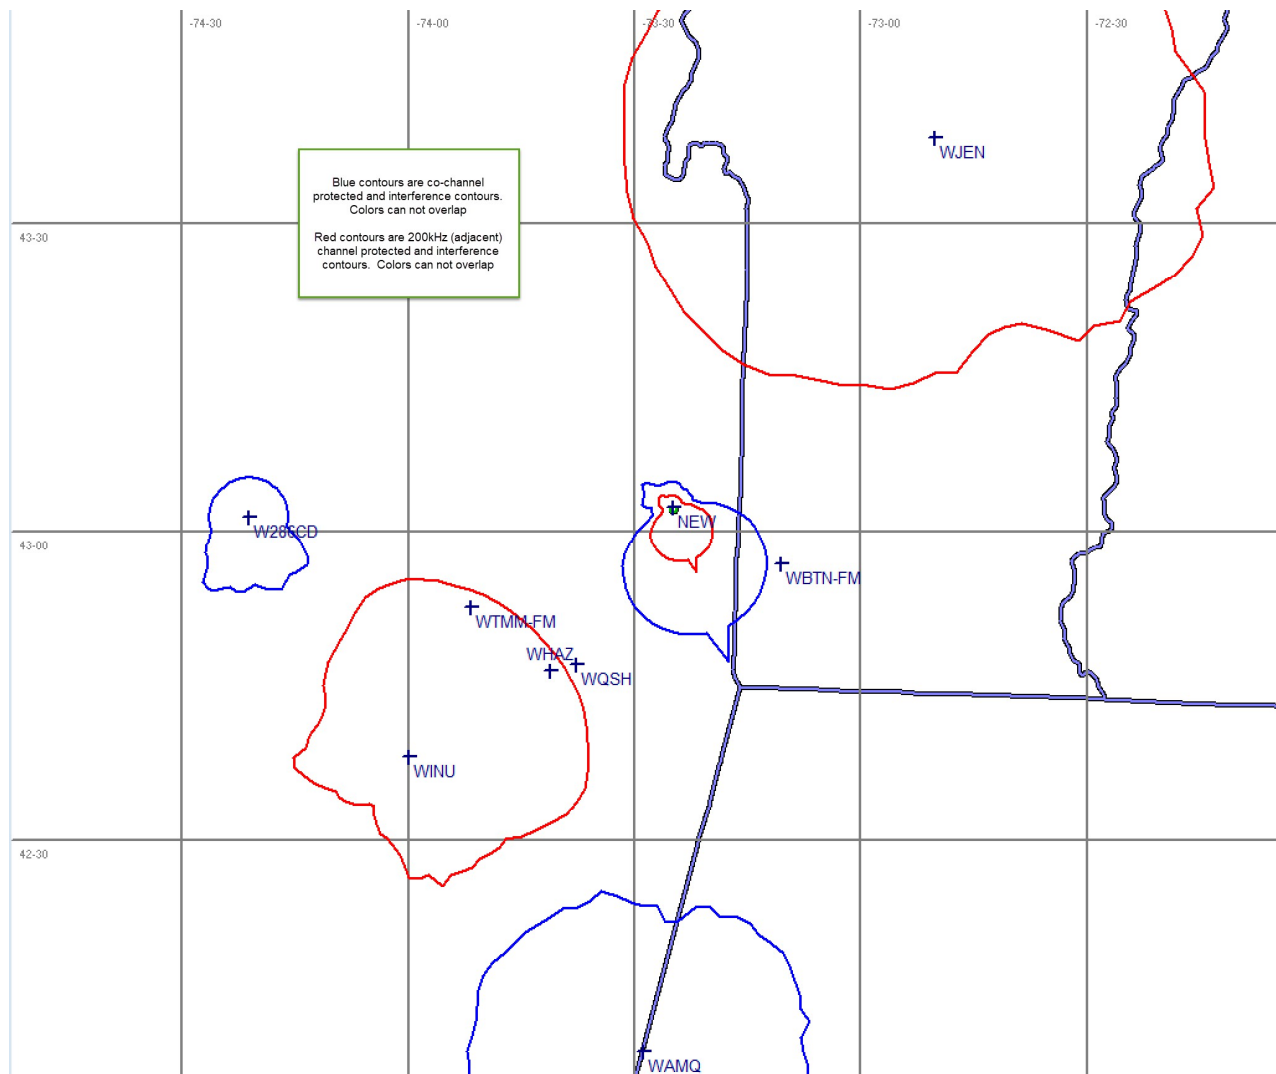 -74-30
-74-00
-73-30
-73-00
-72-30
WJEN
Blue contours are co-channel
protected and interference contours.
Colors can not overlap
Red contours are 200kHz (adjacent)
channel protected and interference
contours. Colors can not overlap
43-30
NEW
W286CD
43-00
WBTN-FM
WTMM-FM
WHAZ
WQSH
WINU
42-30
WAMQ